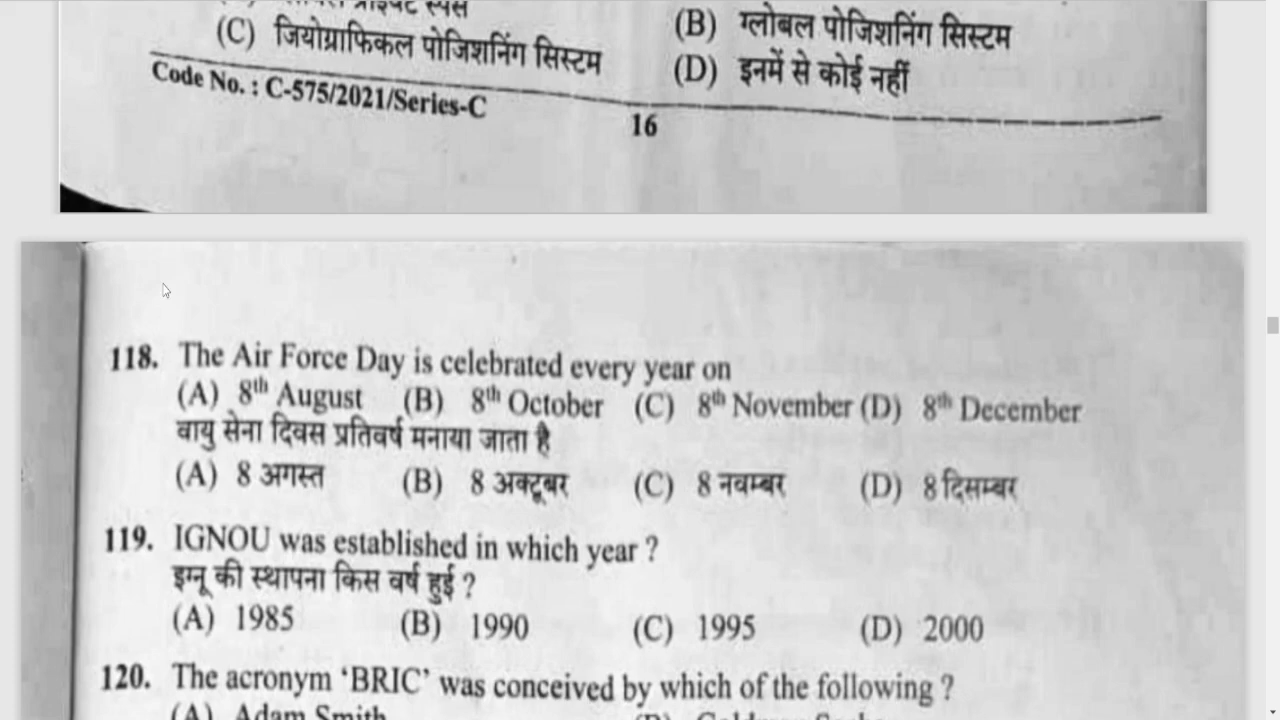 प्राइवेट स्पेस
(B) ग्लोबल पोजिशनिंग सिस्टम
(C) जियोग्राफिकल पोजिशनिंग सिस्टम
(D) इनमें से कोई नहीं
Code No. : C-575/2021/Series-C
16
118. The Air Force Day is celebrated every year on
(A) 8th August (B) 8th October (C) 8th November (D) 8th December
वायु सेना दिवस प्रतिवर्ष मनाया जाता है
(A) 8 अगस्त (B) 8 अक्टूबर (C) 8 नवम्बर (D) 8 दिसम्बर
119. IGNOU was established in which year ?
इग्नू की स्थापना किस वर्ष हुई ?
(A) 1985 (B) 1990 (C) 1995 (D) 2000
120. The acronym ‘BRIC’ was conceived by which of the following ?
(A) Adam Smith